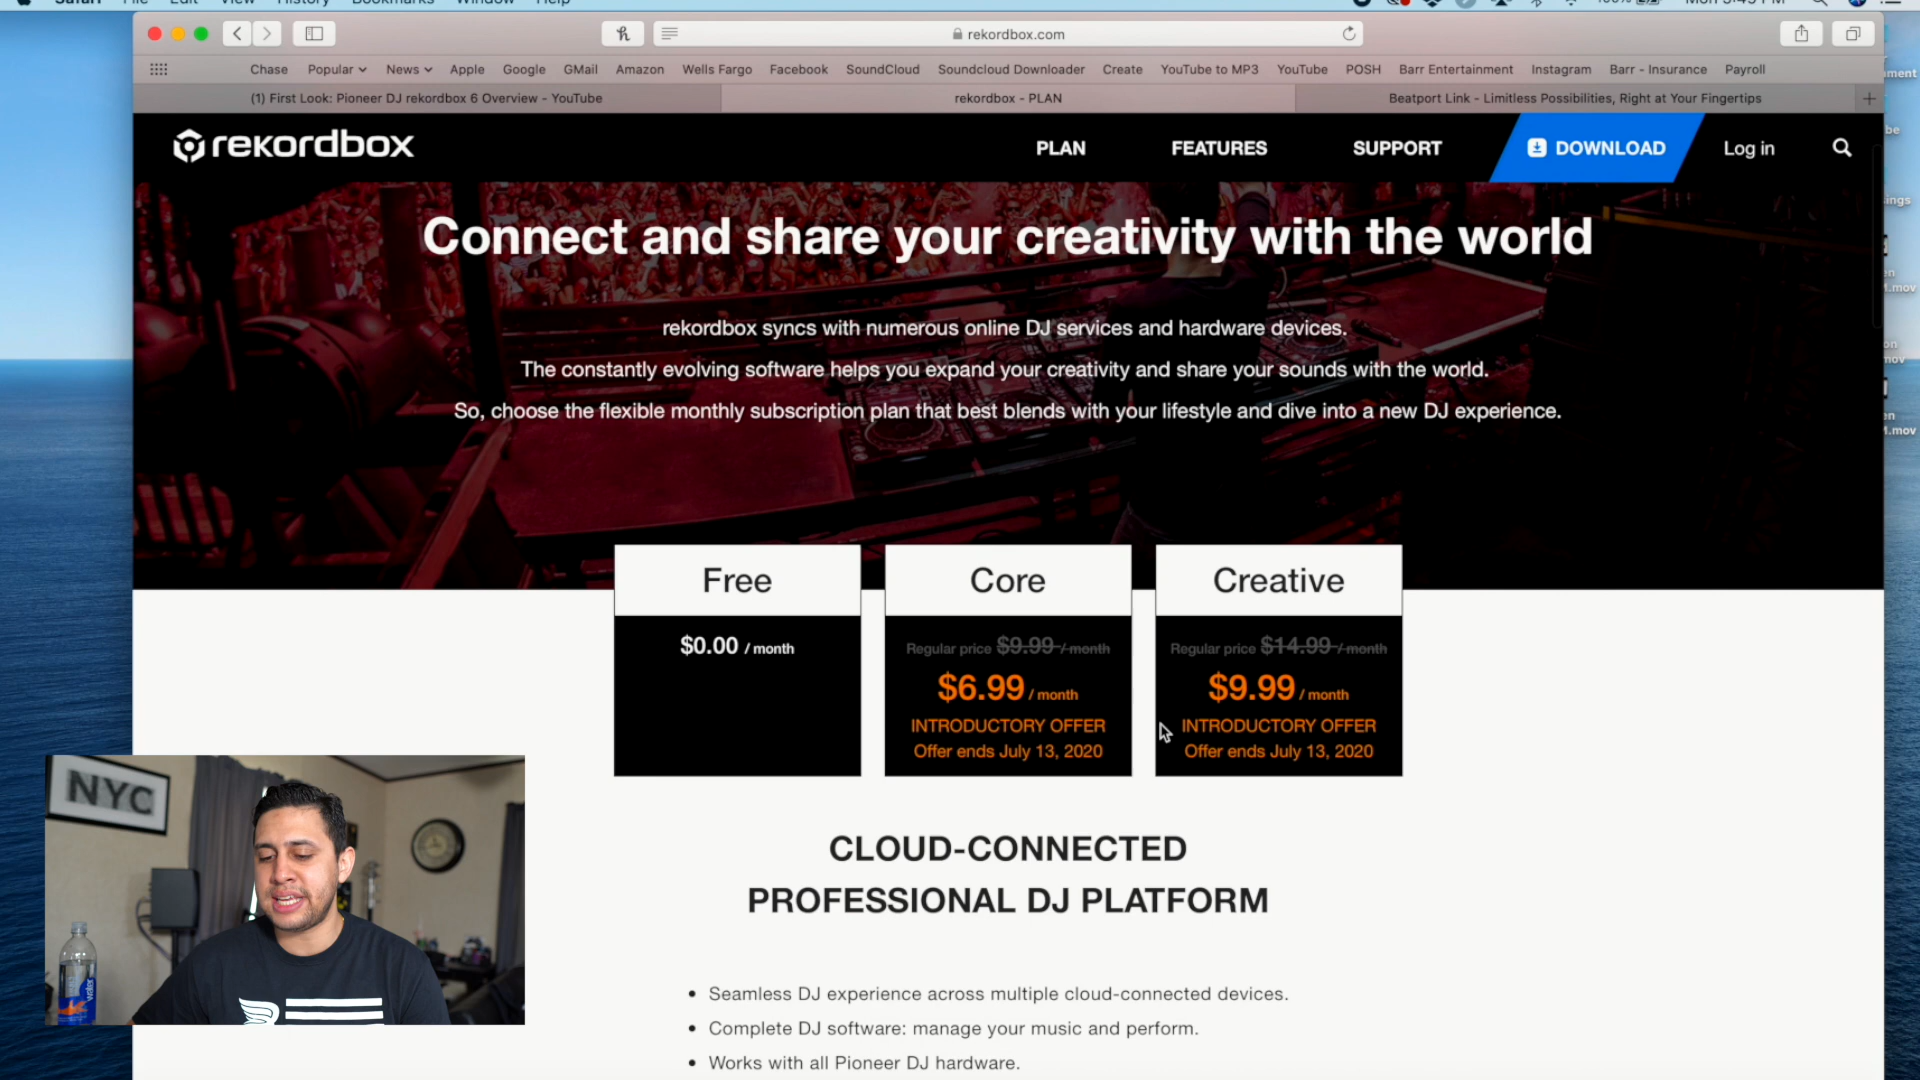 Safari File Edit View History Bookmarks Window Help 100% Mon 3:43 PM
rekordbox.com
Chase Popular News Apple Google GMail Amazon Wells Fargo Facebook SoundCloud Soundcloud Downloader Create YouTube to MP3 YouTube POSH Barr Entertainment Instagram Barr - Insurance Payroll
(1) First Look: Pioneer DJ rekordbox 6 Overview - YouTube
rekordbox - PLAN
Beatport Link - Limitless Possibilities, Right at Your Fingertips
rekordbox
PLAN FEATURES SUPPORT DOWNLOAD Log in
Connect and share your creativity with the world
rekordbox syncs with numerous online DJ services and hardware devices.
The constantly evolving software helps you expand your creativity and share your sounds with the world.
So, choose the flexible monthly subscription plan that best blends with your lifestyle and dive into a new DJ experience.
Free
$0.00 / month
Core
Regular price $9.99 / month
$6.99 / month
INTRODUCTORY OFFER
Offer ends July 13, 2020
Creative
Regular price $14.99 / month
$9.99 / month
INTRODUCTORY OFFER
Offer ends July 13, 2020
CLOUD-CONNECTED
PROFESSIONAL DJ PLATFORM
• Seamless DJ experience across multiple cloud-connected devices.
• Complete DJ software: manage your music and perform.
• Works with all Pioneer DJ hardware.
NYC
water